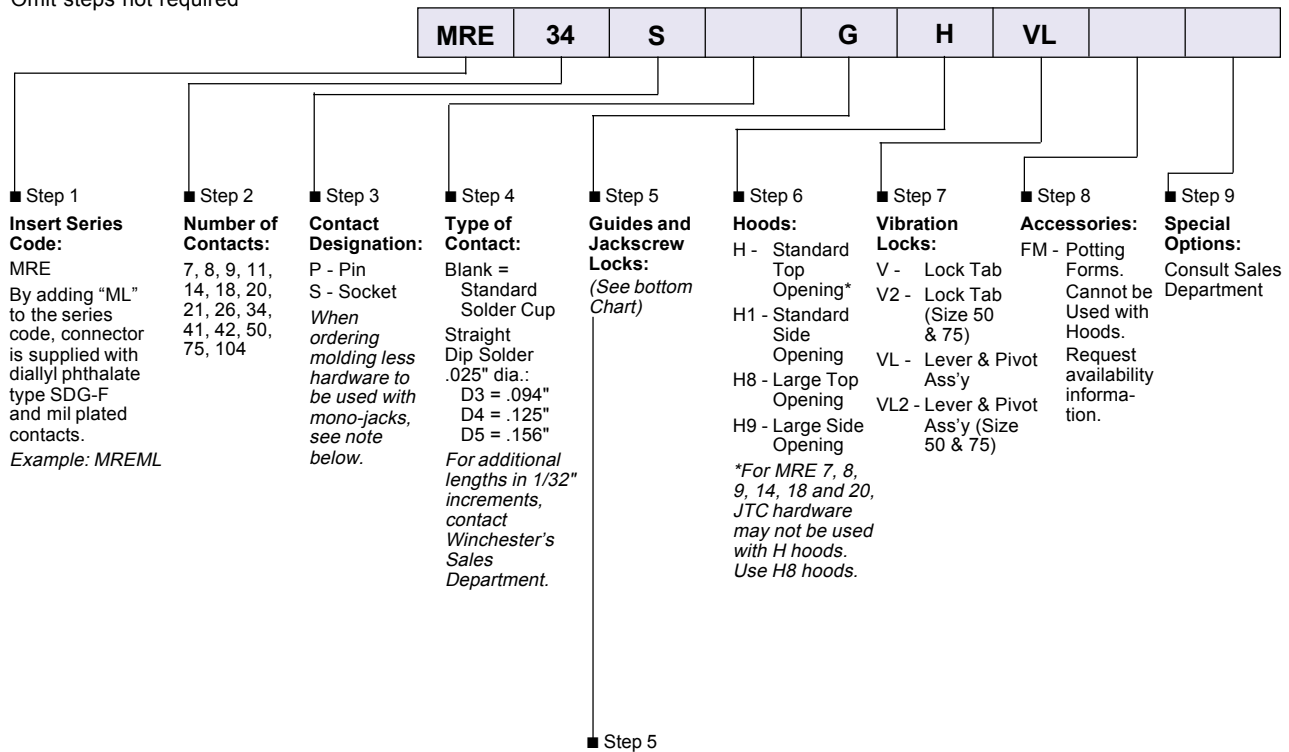 Omit steps not required
MRE 34 S G H VL
■ Step 1
Insert Series
Code:
MRE
By adding “ML”
to the series
code, connector
is supplied with
diallyl phthalate
type SDG-F
and mil plated
contacts.
Example: MREML
■ Step 2
Number of
Contacts:
7, 8, 9, 11,
14, 18, 20,
21, 26, 34,
41, 42, 50,
75, 104
■ Step 3
Contact
Designation:
P - Pin
S - Socket
When
ordering
molding less
hardware to
be used with
mono-jacks,
see note
below.
■ Step 4
Type of
Contact:
Blank =
Standard
Solder Cup
Straight
Dip Solder
.025" dia.:
D3 = .094"
D4 = .125"
D5 = .156"
For additional
lengths in 1/32"
increments,
contact
Winchester’s
Sales
Department.
■ Step 5
Guides and
Jackscrew
Locks:
(See bottom
Chart)
■ Step 6
Hoods:
H - Standard
Top
Opening*
H1 - Standard
Side
Opening
H8 - Large Top
Opening
H9 - Large Side
Opening
*For MRE 7, 8,
9, 14, 18 and 20,
JTC hardware
may not be used
with H hoods.
Use H8 hoods.
■ Step 7
Vibration
Locks:
V - Lock Tab
V2 - Lock Tab
(Size 50
& 75)
VL - Lever & Pivot
Ass’y
VL2 - Lever & Pivot
Ass’y (Size
50 & 75)
■ Step 8
Accessories:
FM - Potting
Forms.
Cannot be
Used with
Hoods.
Request
availability
informa-
tion.
■ Step 9
Special
Options:
Consult Sales
Department
■ Step 5